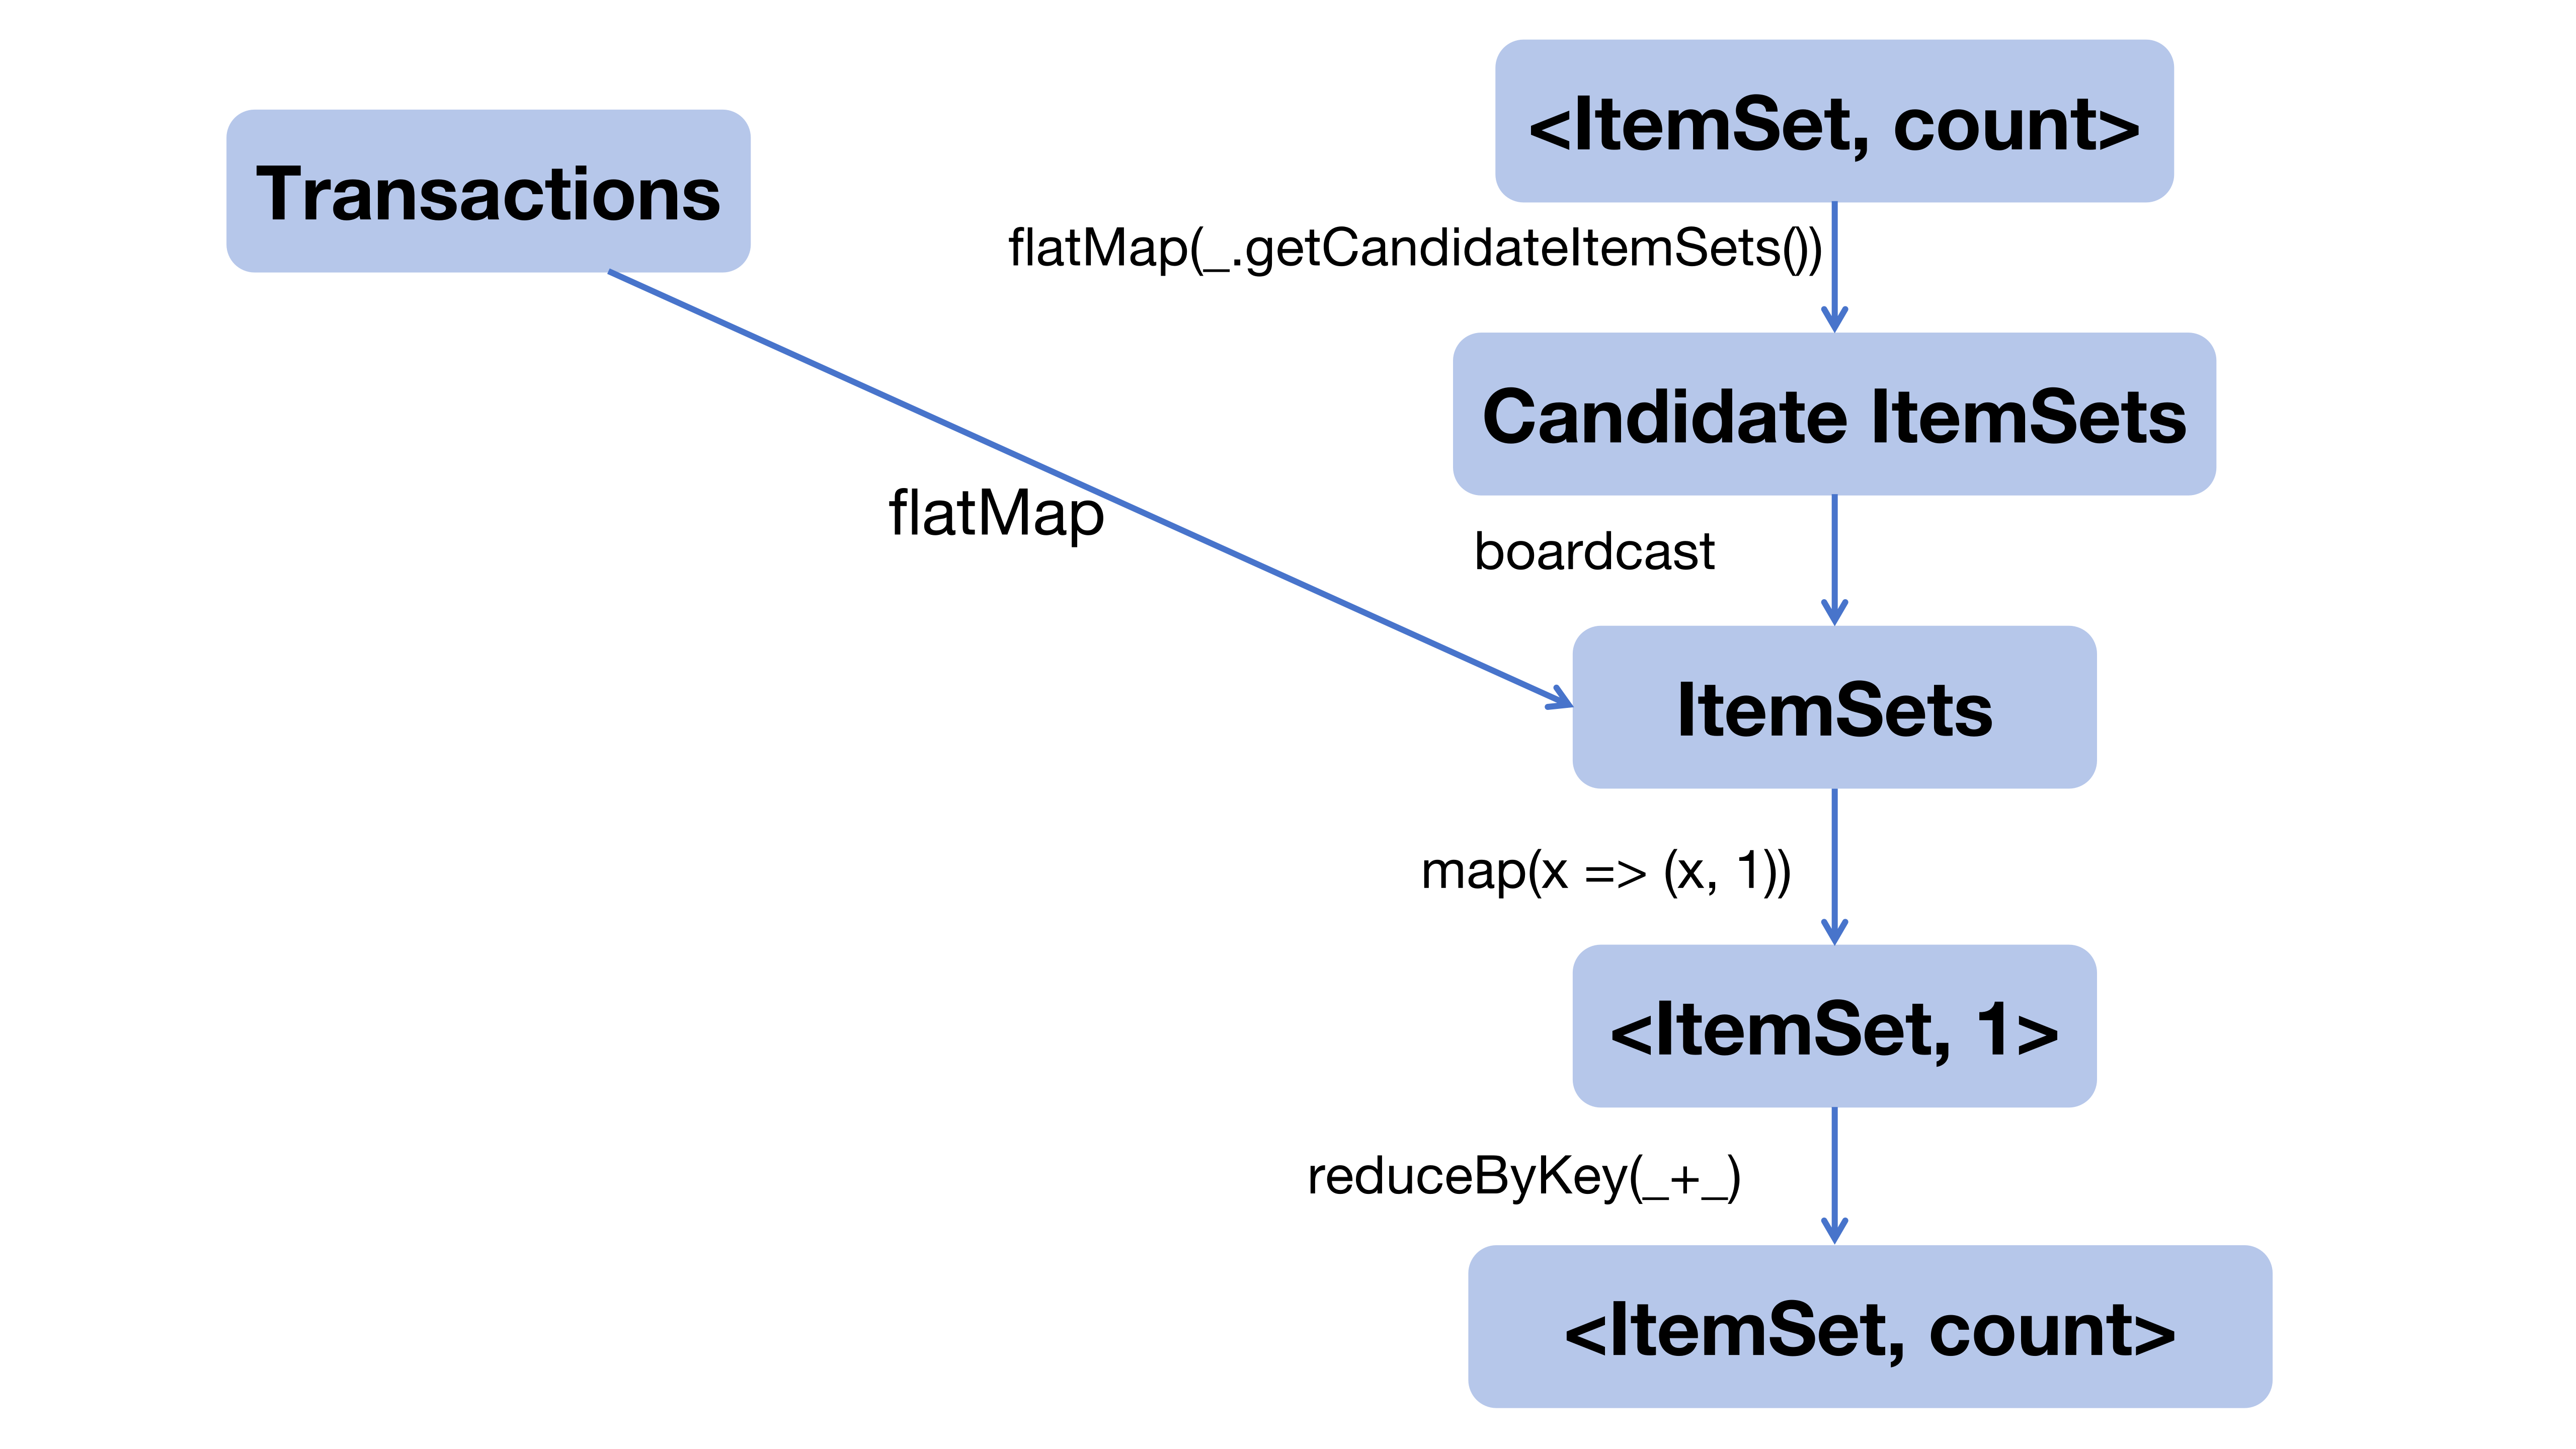 <ItemSet, count>
Transactions
flatMap(_.getCandidateItemSets())
Candidate ItemSets
flatMap
boardcast
ItemSets
map(x => (x, 1))
<ItemSet, 1>
reduceByKey(_+_)
<ItemSet, count>